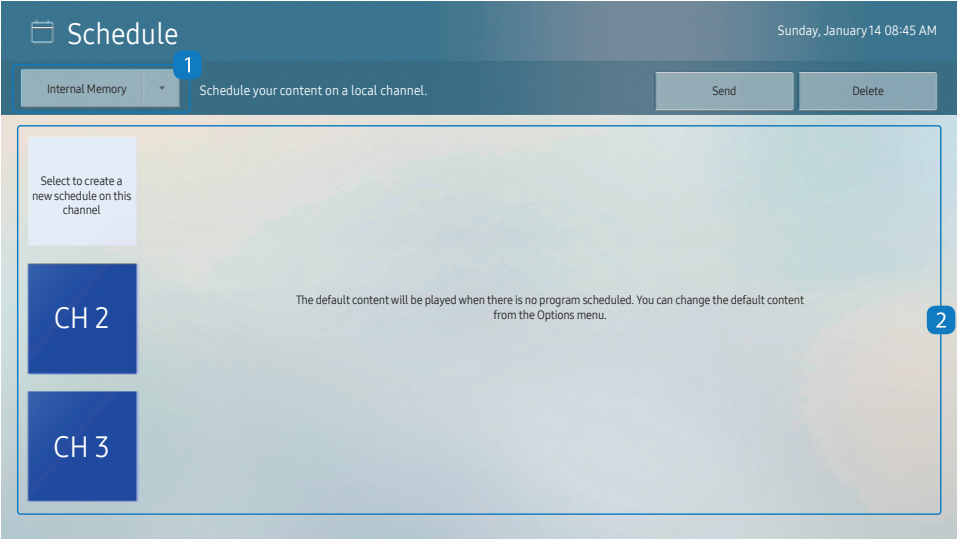 Schedule
Sunday, January 14 08:45 AM
1
Internal Memory
Schedule your content on a local channel.
Send
Delete
Select to create a
new schedule on this
channel
CH 2
The default content will be played when there is no program scheduled. You can change the default content
from the Options menu.
2
CH 3